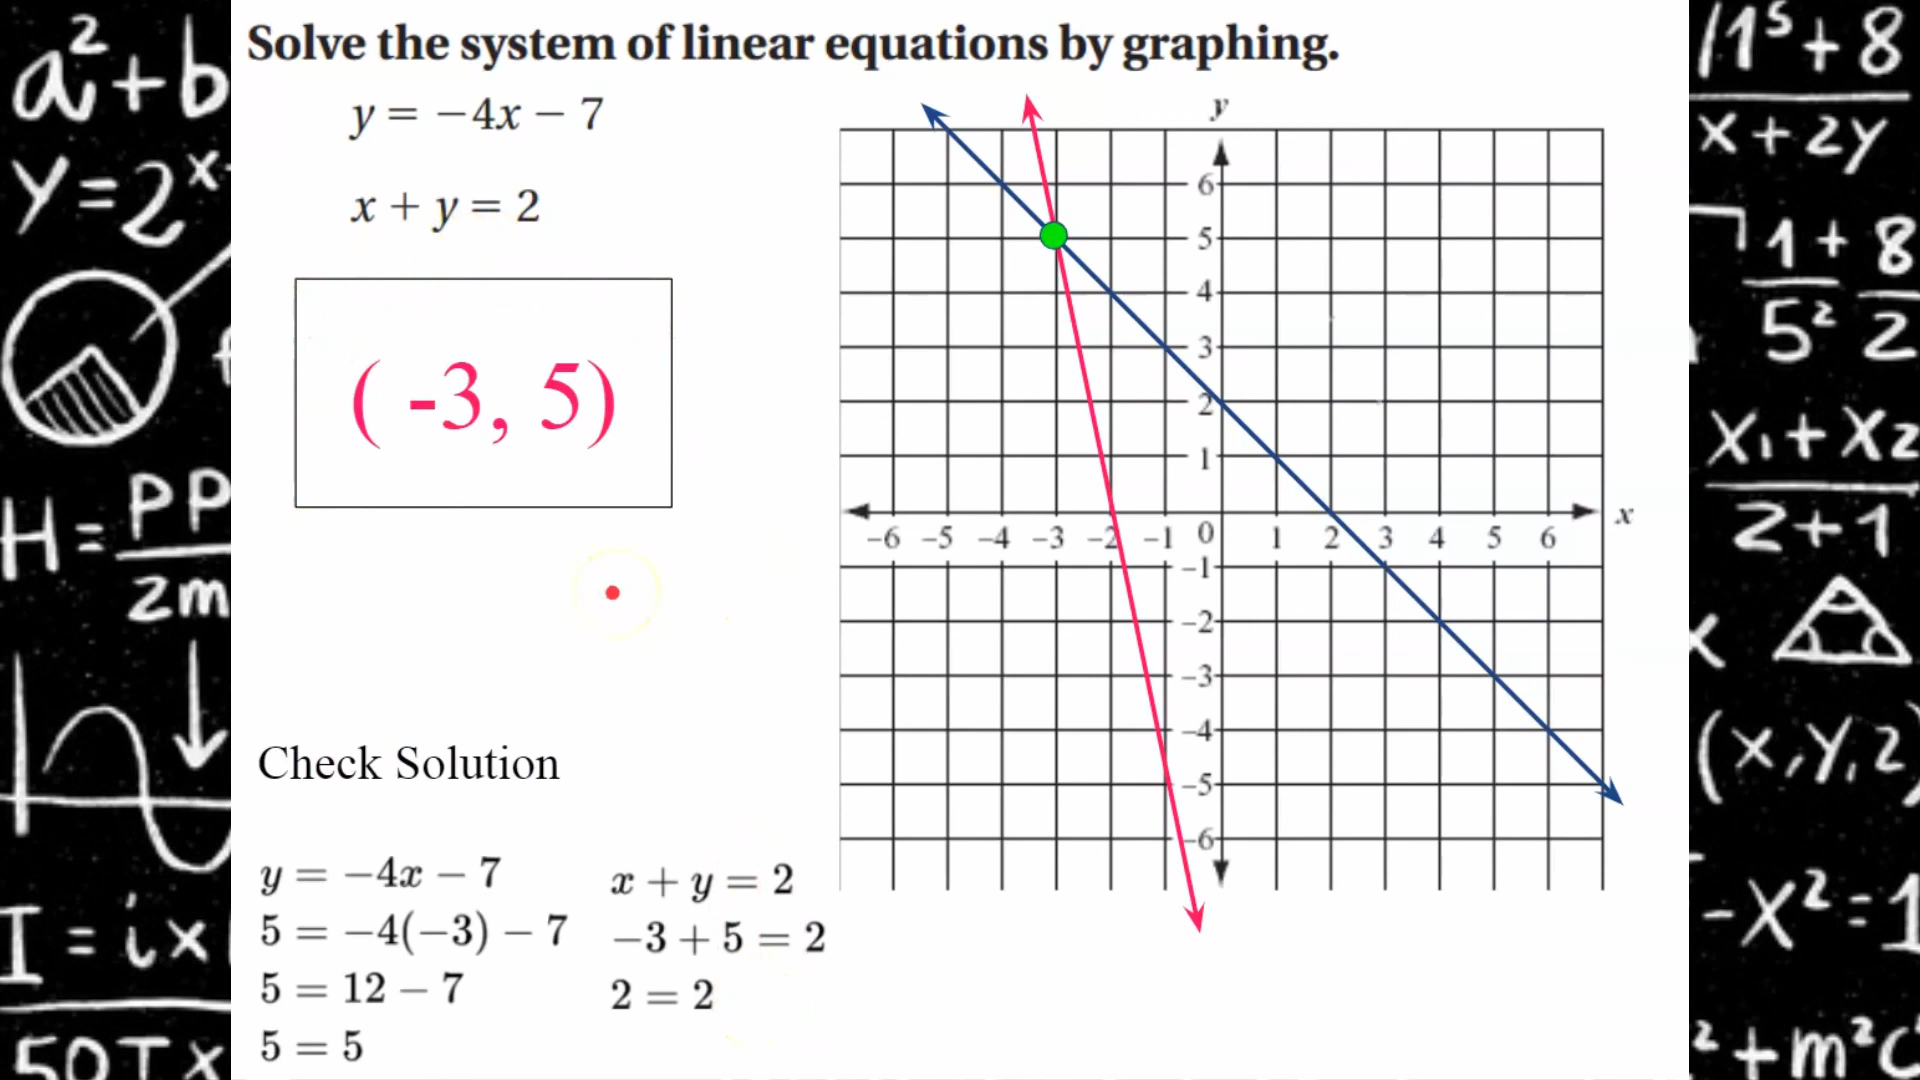 Solve the system of linear equations by graphing.
y = −4x − 7
x + y = 2
( -3, 5)
y
6
5
4
3
2
1
−6 −5 −4 −3 −2 −1 0 1 2 3 4 5 6 x
−1
−2
−3
−4
−5
−6
Check Solution
y = −4x − 7
5 = −4(−3) − 7
5 = 12 − 7
5 = 5
x + y = 2
−3 + 5 = 2
2 = 2
a² + b
y = 2ˣ
H = pp
2m
I = ix
50Tx
+ 8
x + 2y
1 + 8
5² 2
x₁ + x₂
2 + 1
x
(x, y, z
-x² = 1
² + m²c